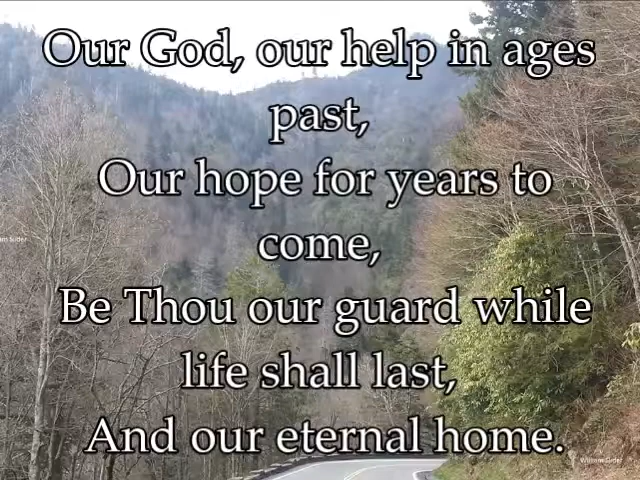 Our God, our help in ages
past,
Our hope for years to
come,
Be Thou our guard while
life shall last,
And our eternal home.